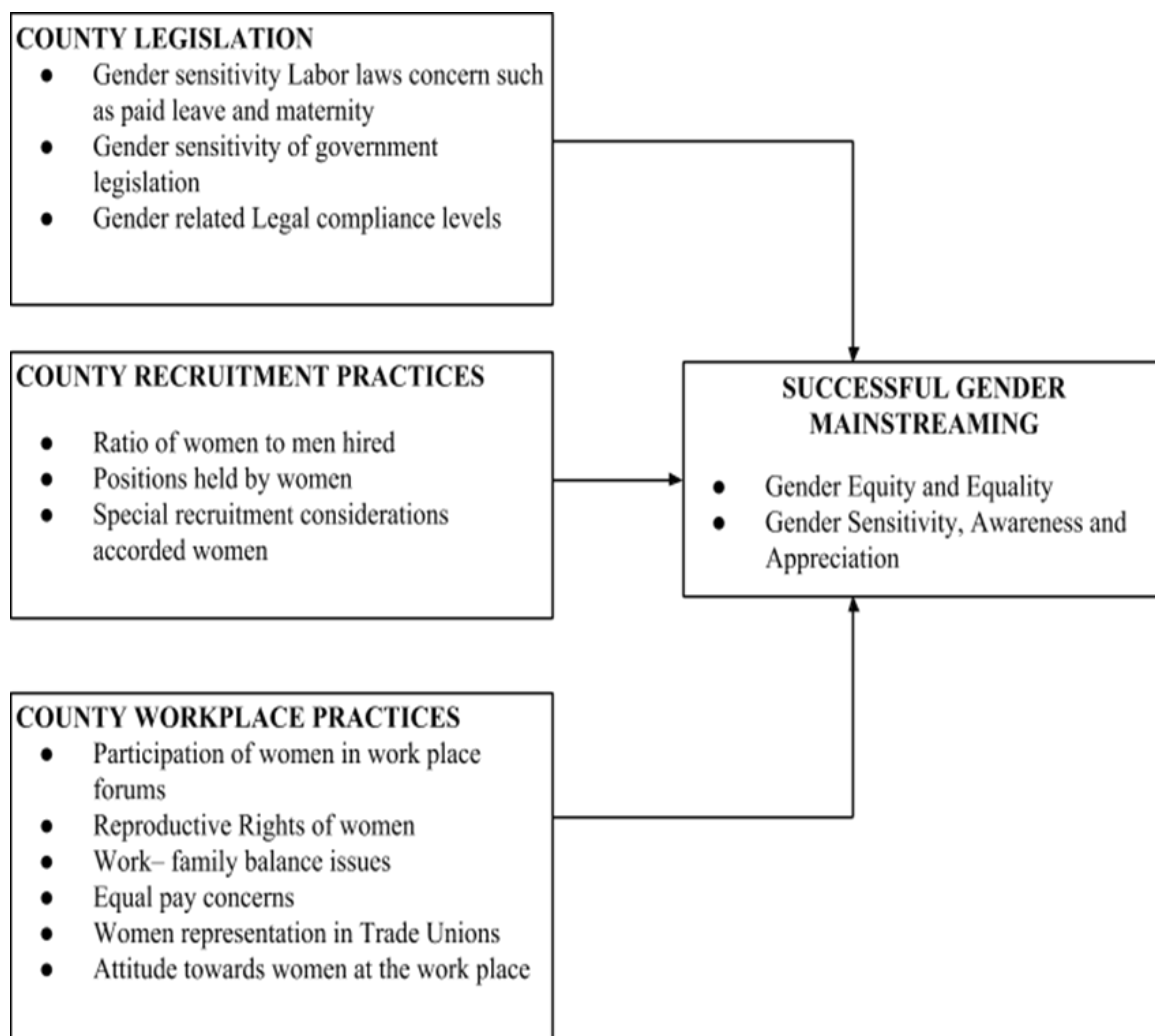 COUNTY LEGISLATION
● Gender sensitivity Labor laws concern such
as paid leave and maternity
● Gender sensitivity of government
legislation
● Gender related Legal compliance levels
COUNTY RECRUITMENT PRACTICES
● Ratio of women to men hired
● Positions held by women
● Special recruitment considerations
accorded women
SUCCESSFUL GENDER
MAINSTREAMING
● Gender Equity and Equality
● Gender Sensitivity, Awareness and
Appreciation
COUNTY WORKPLACE PRACTICES
● Participation of women in work place
forums
● Reproductive Rights of women
● Work– family balance issues
● Equal pay concerns
● Women representation in Trade Unions
● Attitude towards women at the work place